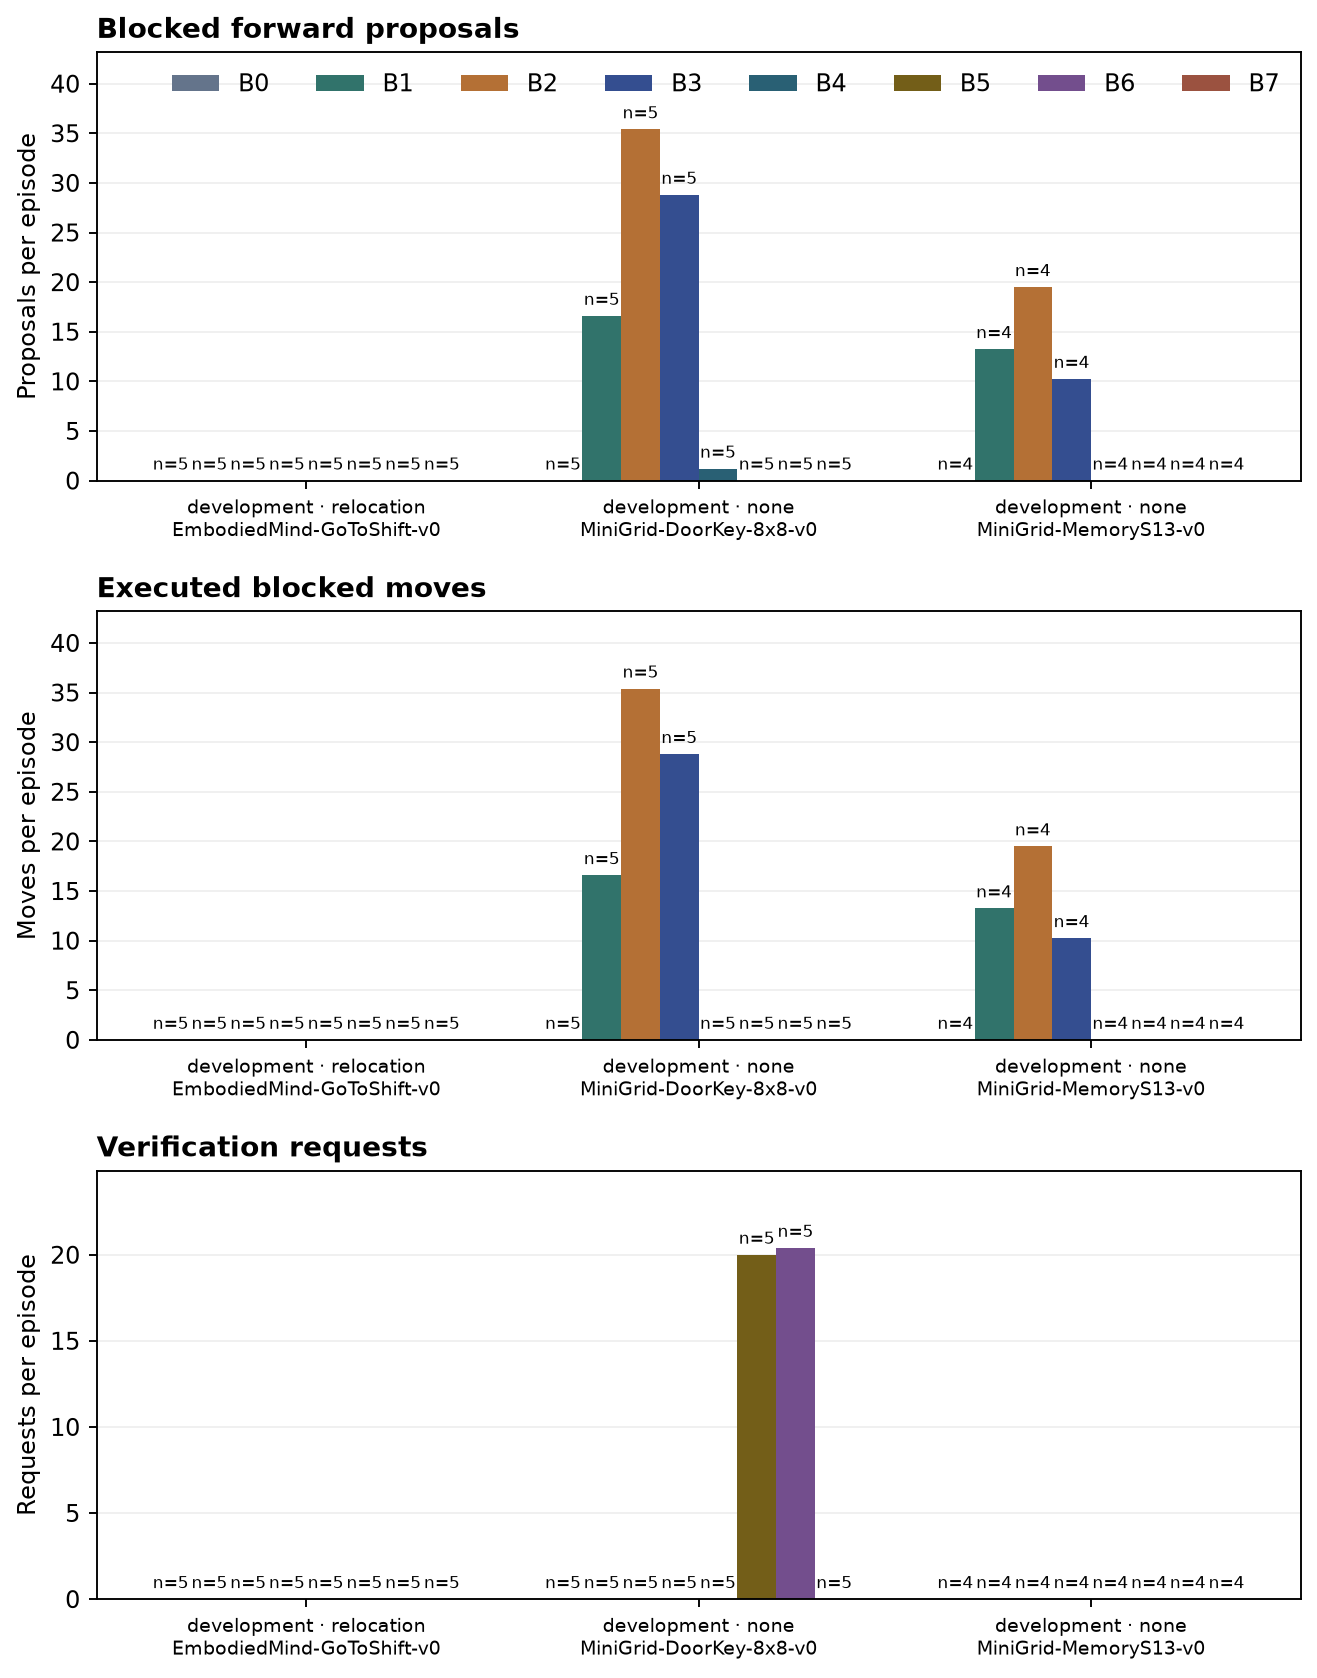 Blocked forward proposals
B0 B1 B2 B3 B4 B5 B6 B7
Proposals per episode
40
35
30
25
20
15
10
5
0
n=5
n=5
n=5
n=4
n=4
n=4
n=5
n=5 n=5 n=5 n=5 n=5 n=5 n=5 n=5
n=5
n=5 n=5 n=5
n=4
n=4 n=4 n=4 n=4
development · relocation
EmbodiedMind-GoToShift-v0
development · none
MiniGrid-DoorKey-8x8-v0
development · none
MiniGrid-MemoryS13-v0
Executed blocked moves
Moves per episode
40
35
30
25
20
15
10
5
0
n=5
n=5
n=5
n=4
n=4
n=4
n=5 n=5 n=5 n=5 n=5 n=5 n=5 n=5
n=5
n=5 n=5 n=5 n=5
n=4
n=4 n=4 n=4 n=4
development · relocation
EmbodiedMind-GoToShift-v0
development · none
MiniGrid-DoorKey-8x8-v0
development · none
MiniGrid-MemoryS13-v0
Verification requests
Requests per episode
20
15
10
5
0
n=5 n=5
n=5 n=5 n=5 n=5 n=5 n=5 n=5 n=5
n=5 n=5 n=5 n=5 n=5
n=5
n=4 n=4 n=4 n=4 n=4 n=4 n=4 n=4
development · relocation
EmbodiedMind-GoToShift-v0
development · none
MiniGrid-DoorKey-8x8-v0
development · none
MiniGrid-MemoryS13-v0